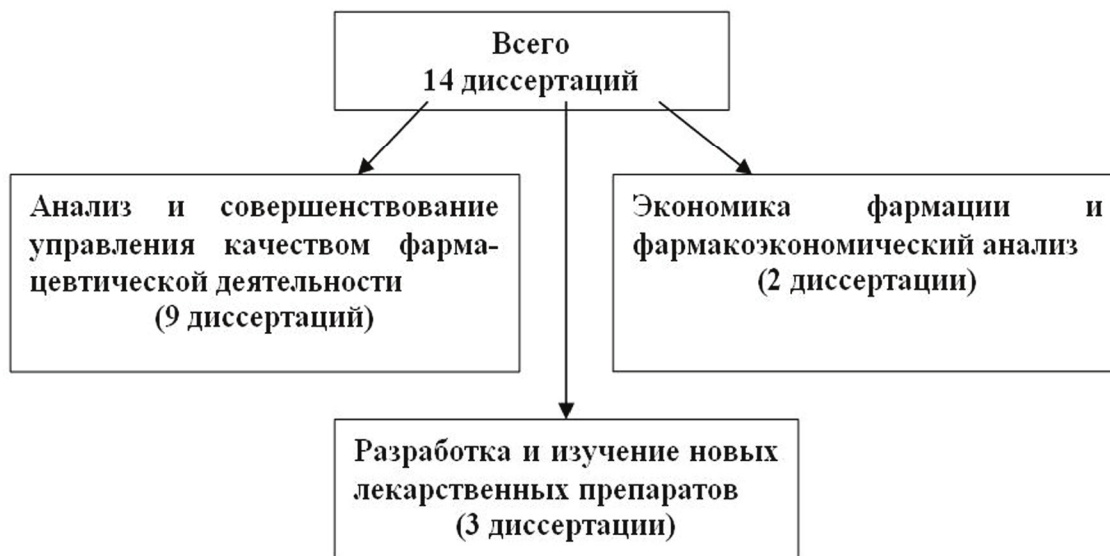 Всего
14 диссертаций
Анализ и совершенствование
управления качеством фарма-
цевтической деятельности
(9 диссертаций)
Экономика фармации и
фармакоэкономический анализ
(2 диссертации)
Разработка и изучение новых
лекарственных препаратов
(3 диссертации)